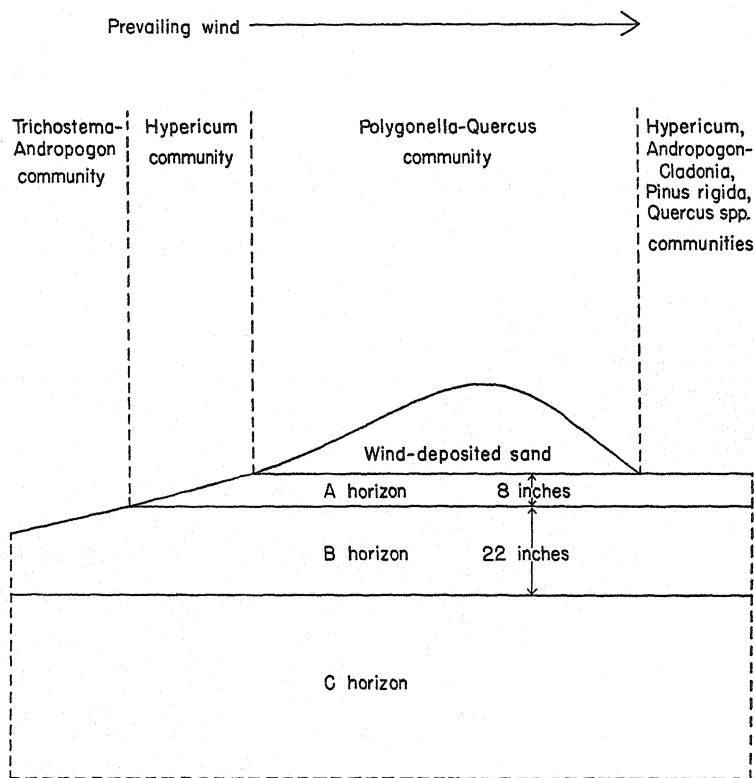 Prevailing wind
Trichostema-
Andropogon
community
Hypericum
community
Polygonella-Quercus
community
Hypericum,
Andropogon-
Cladonia,
Pinus rigida,
Quercus spp.
communities
Wind-deposited sand
A horizon 8 inches
B horizon 22 inches
C horizon